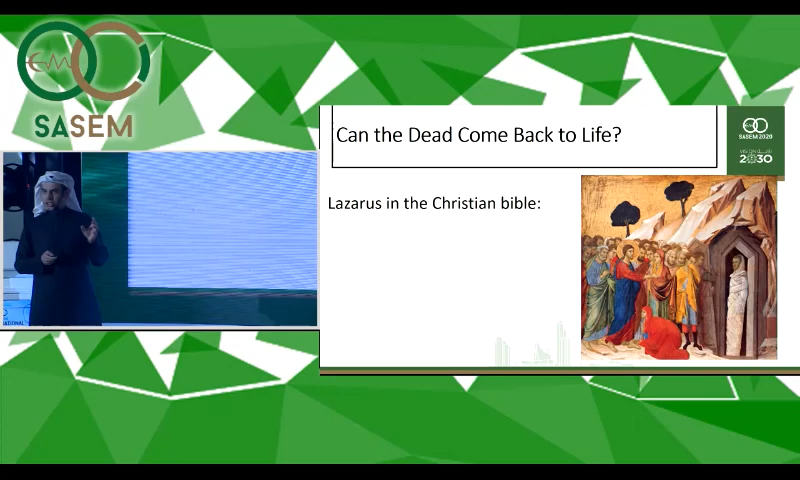 SASEM
Can the Dead Come Back to Life?
SASEM 2020
2030
Lazarus in the Christian bible: